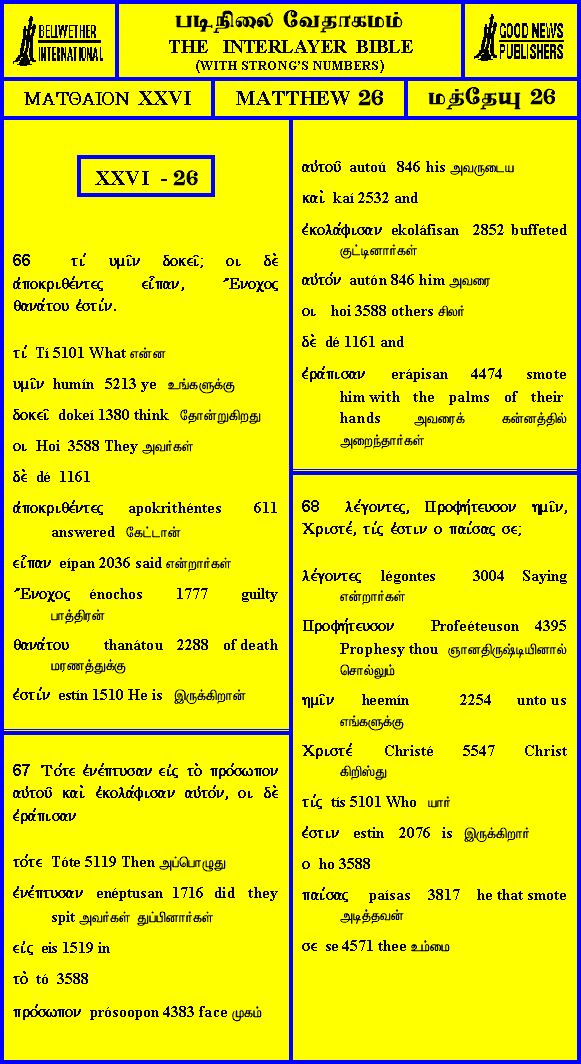 BELLWETHER
INTERNATIONAL
படிநிலை வேதாகமம்
THE INTERLAYER BIBLE
(WITH STRONG'S NUMBERS)
GOOD NEWS
PUBLISHERS
ΜΑΤΘΑΙΟΝ XXVI
MATTHEW 26
மத்தேயு 26
XXVI - 26
66 τί υμῖν δοκεῖ; οι δὲ
ἀποκριθέντες εἶπαν, Ἔνοχος
θανάτου ἐστίν.
τί Tí 5101 What என்ன
υμῖν humín 5213 ye உங்களுக்கு
δοκεῖ dokeí 1380 think தோன்றுகிறது
οι Hoi 3588 They அவர்கள்
δὲ dé 1161
ἀποκριθέντες apokrithéntes 611
answered கேட்டான்
εἶπαν eípan 2036 said என்றார்கள்
Ἔνοχος énochos 1777 guilty
பாத்திரன்
θανάτου thanátou 2288 of death
மரணத்துக்கு
ἐστίν estín 1510 He is இருக்கிறான்
67 Τότε ἐνέπτυσαν εἰς τὸ πρόσωπον
αὐτοῦ καὶ ἐκολάφισαν αὐτόν, οι δὲ
ἐράπισαν
τότε Tóte 5119 Then அப்பொழுது
ἐνέπτυσαν enéptusan 1716 did they
spit அவர்கள் துப்பினார்கள்
εἰς eis 1519 in
τὸ tó 3588
πρόσωπον prósoopon 4383 face முகம்
αὐτοῦ autoú 846 his அவருடைய
καὶ kaí 2532 and
ἐκολάφισαν ekoláfisan 2852 buffeted
குட்டினார்கள்
αὐτόν autón 846 him அவரை
οι hoi 3588 others சிலர்
δὲ dé 1161 and
ἐράπισαν erápisan 4474 smote
him with the palms of their
hands அவரைக் கன்னத்தில்
அறைந்தார்கள்
68 λέγοντες, Προφήτευσον ημῖν,
Χριστέ, τίς ἐστιν ο παίσας σε;
λέγοντες légontes 3004 Saying
என்றார்கள்
Προφήτευσον Profeéteuson 4395
Prophesy thou ஞானதிருஷ்டியினால்
சொல்லும்
ημῖν heemín 2254 unto us
எங்களுக்கு
Χριστέ Christé 5547 Christ
கிறிஸ்து
τίς tís 5101 Who யார்
ἐστιν estin 2076 is இருக்கிறார்
ο ho 3588
παίσας paísas 3817 he that smote
அடித்தவன்
σε se 4571 thee உம்மை